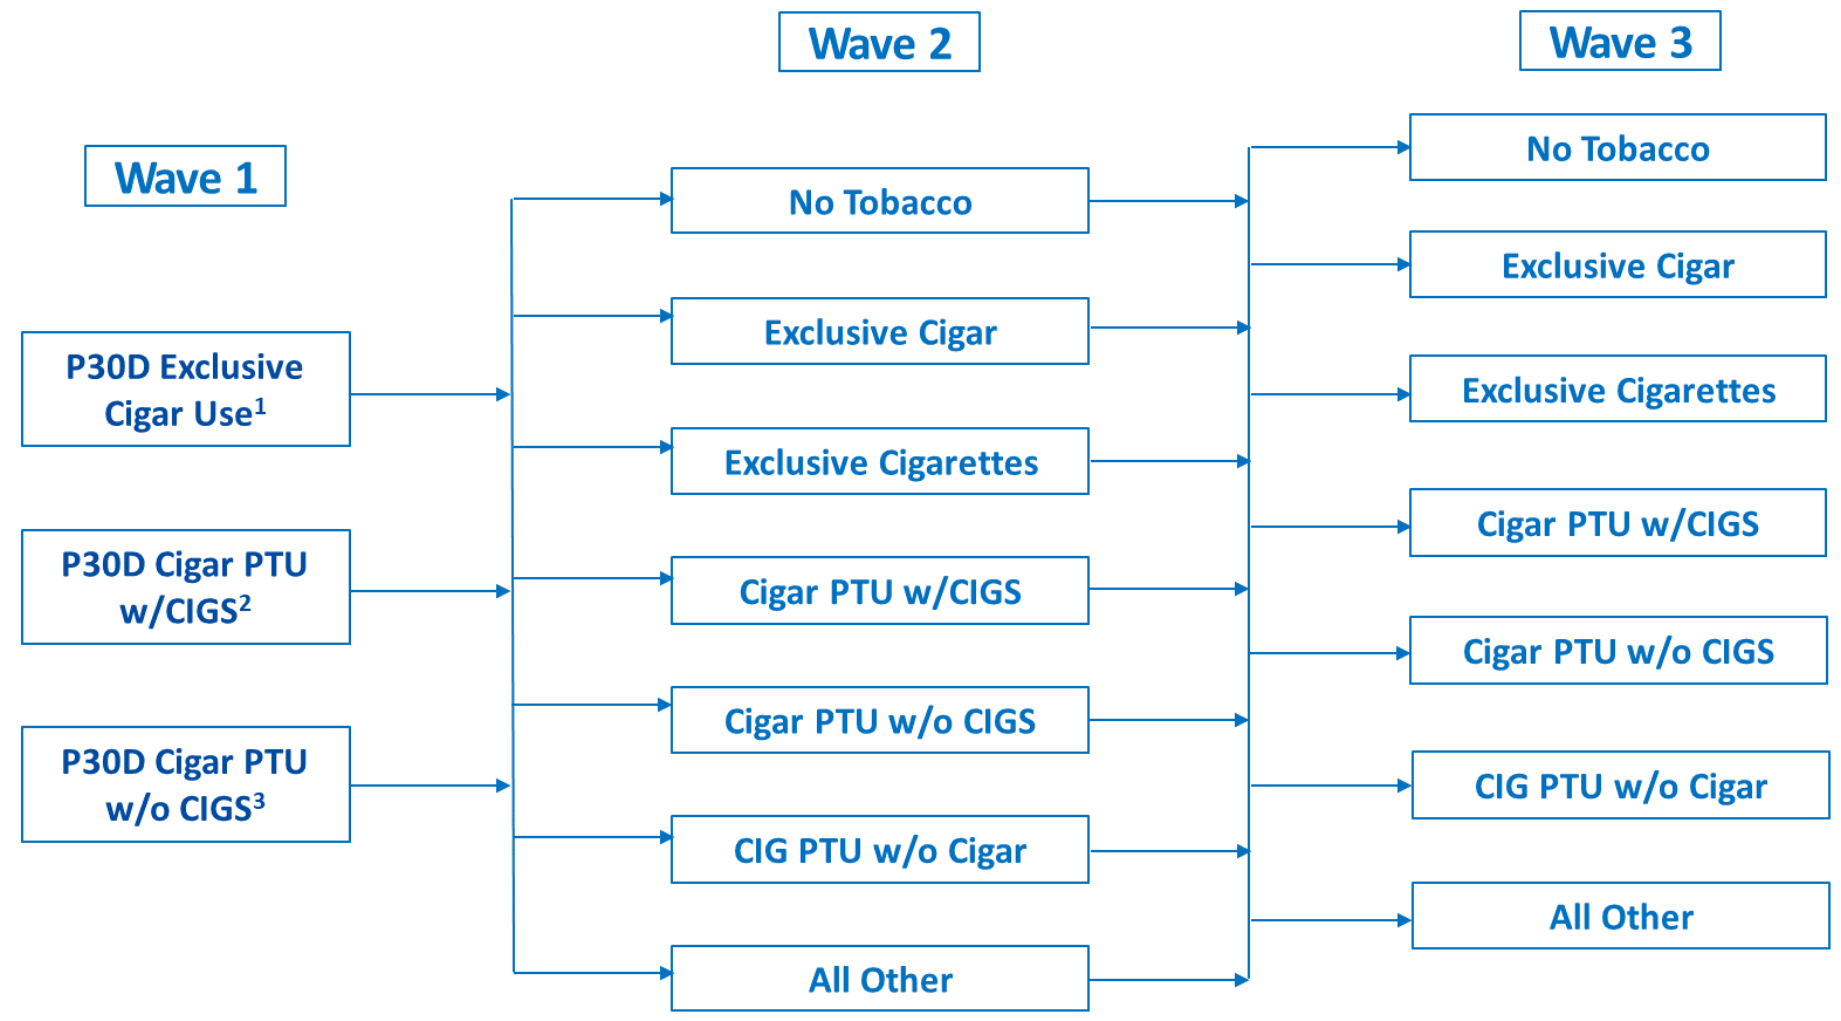 Wave 1
P30D Exclusive
Cigar Use¹
P30D Cigar PTU
w/CIGS²
P30D Cigar PTU
w/o CIGS³
Wave 2
No Tobacco
Exclusive Cigar
Exclusive Cigarettes
Cigar PTU w/CIGS
Cigar PTU w/o CIGS
CIG PTU w/o Cigar
All Other
Wave 3
No Tobacco
Exclusive Cigar
Exclusive Cigarettes
Cigar PTU w/CIGS
Cigar PTU w/o CIGS
CIG PTU w/o Cigar
All Other